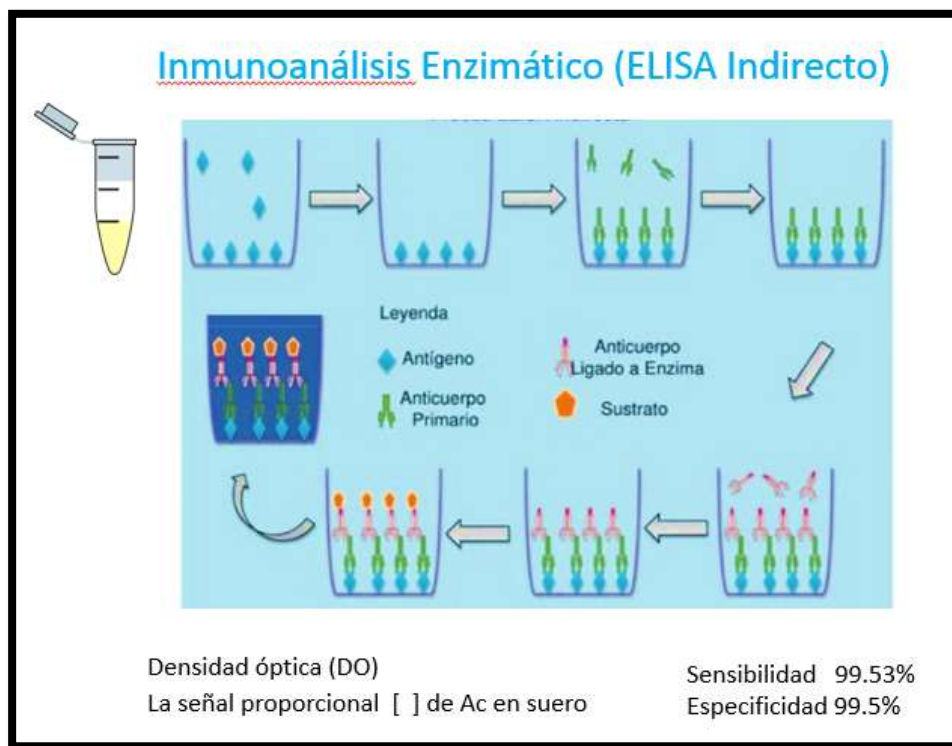 Inmunoanálisis Enzimático (ELISA Indirecto)
Leyenda
Antígeno
Anticuerpo
Primario
Anticuerpo
Ligado a Enzima
Sustrato
Densidad óptica (DO)
La señal proporcional [ ] de Ac en suero
Sensibilidad 99.53%
Especificidad 99.5%